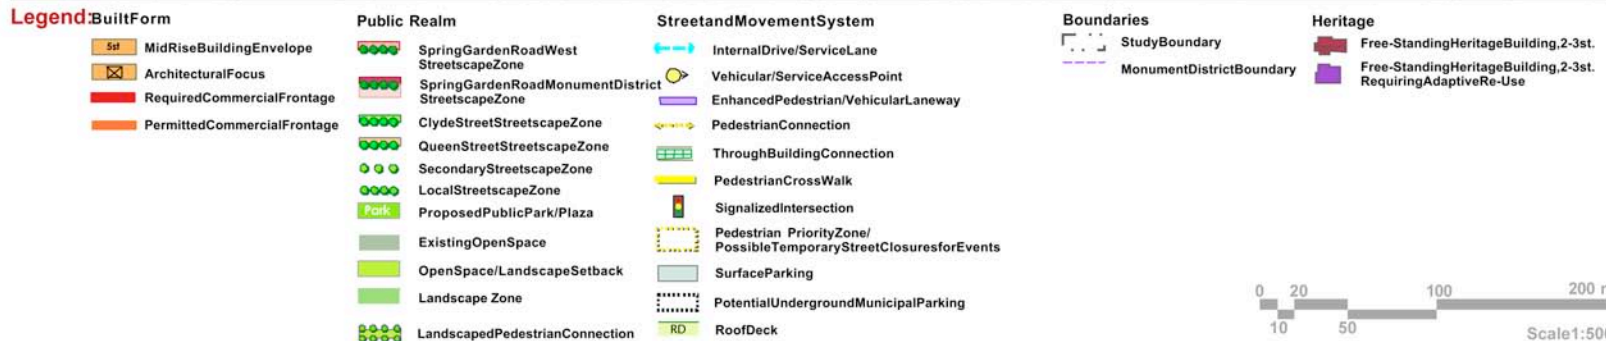 Legend:
BuiltForm
5st MidRiseBuildingEnvelope
ArchitecturalFocus
RequiredCommercialFrontage
PermittedCommercialFrontage
Public Realm
SpringGardenRoadWest
StreetscapeZone
SpringGardenRoadMonumentDistrict
StreetscapeZone
ClydeStreetStreetscapeZone
QueenStreetStreetscapeZone
SecondaryStreetscapeZone
LocalStreetscapeZone
Park ProposedPublicPark/Plaza
ExistingOpenSpace
OpenSpace/LandscapeSetback
Landscape Zone
LandscapedPedestrianConnection
StreetandMovementSystem
InternalDrive/ServiceLane
Vehicular/ServiceAccessPoint
EnhancedPedestrian/VehicularLaneway
PedestrianConnection
ThroughBuildingConnection
PedestrianCrossWalk
SignalizedIntersection
Pedestrian PriorityZone/
PossibleTemporaryStreetClosuresforEvents
SurfaceParking
PotentialUndergroundMunicipalParking
RD RoofDeck
Boundaries
StudyBoundary
MonumentDistrictBoundary
Heritage
Free-StandingHeritageBuilding,2-3st.
Free-StandingHeritageBuilding,2-3st.
RequiringAdaptiveRe-Use
0 20 100 200 m
10 50
Scale1:500